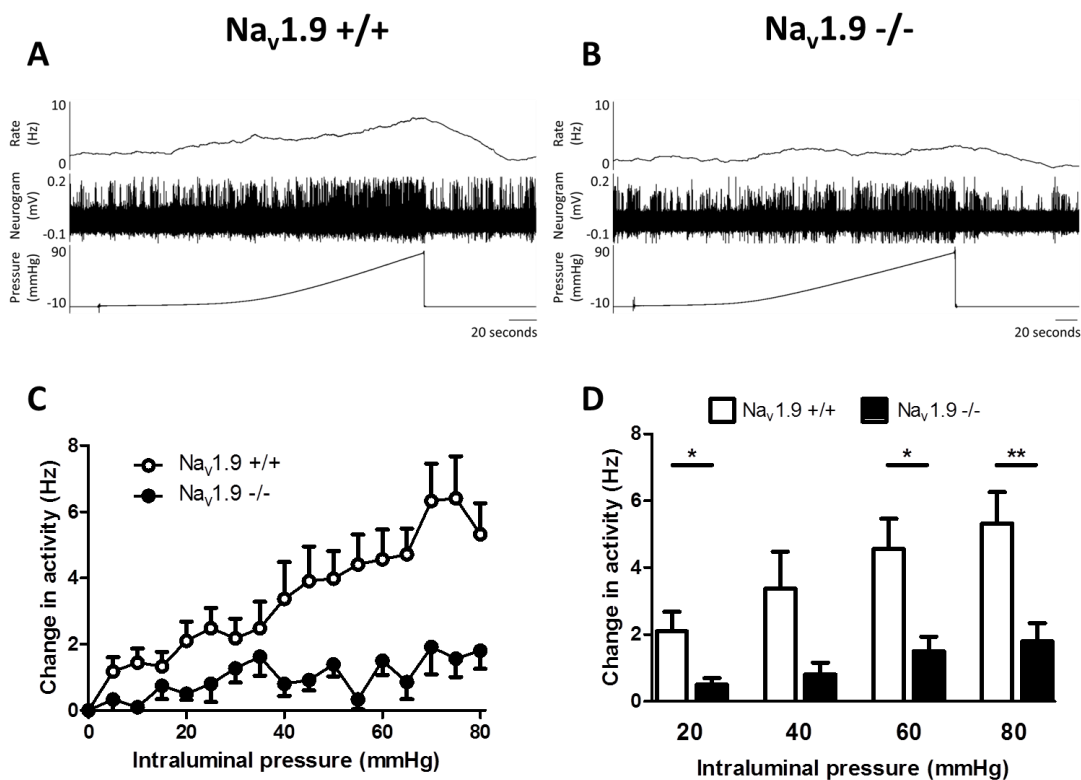 Nav1.9 +/+
Nav1.9 -/-
A
10
Rate
(Hz)
0
0.2
Neurogram
(mV)
-0.1
90
Pressure
(mmHg)
-10
20 seconds
B
10
Rate
(Hz)
0
0.2
Neurogram
(mV)
-0.1
90
Pressure
(mmHg)
-10
20 seconds
C
Nav1.9 +/+
Nav1.9 -/-
Change in activity (Hz)
8
6
4
2
0
0 20 40 60 80
Intraluminal pressure (mmHg)
D
Nav1.9 +/+ Nav1.9 -/-
Change in activity (Hz)
8
6
4
2
0
* * **
20 40 60 80
Intraluminal pressure (mmHg)